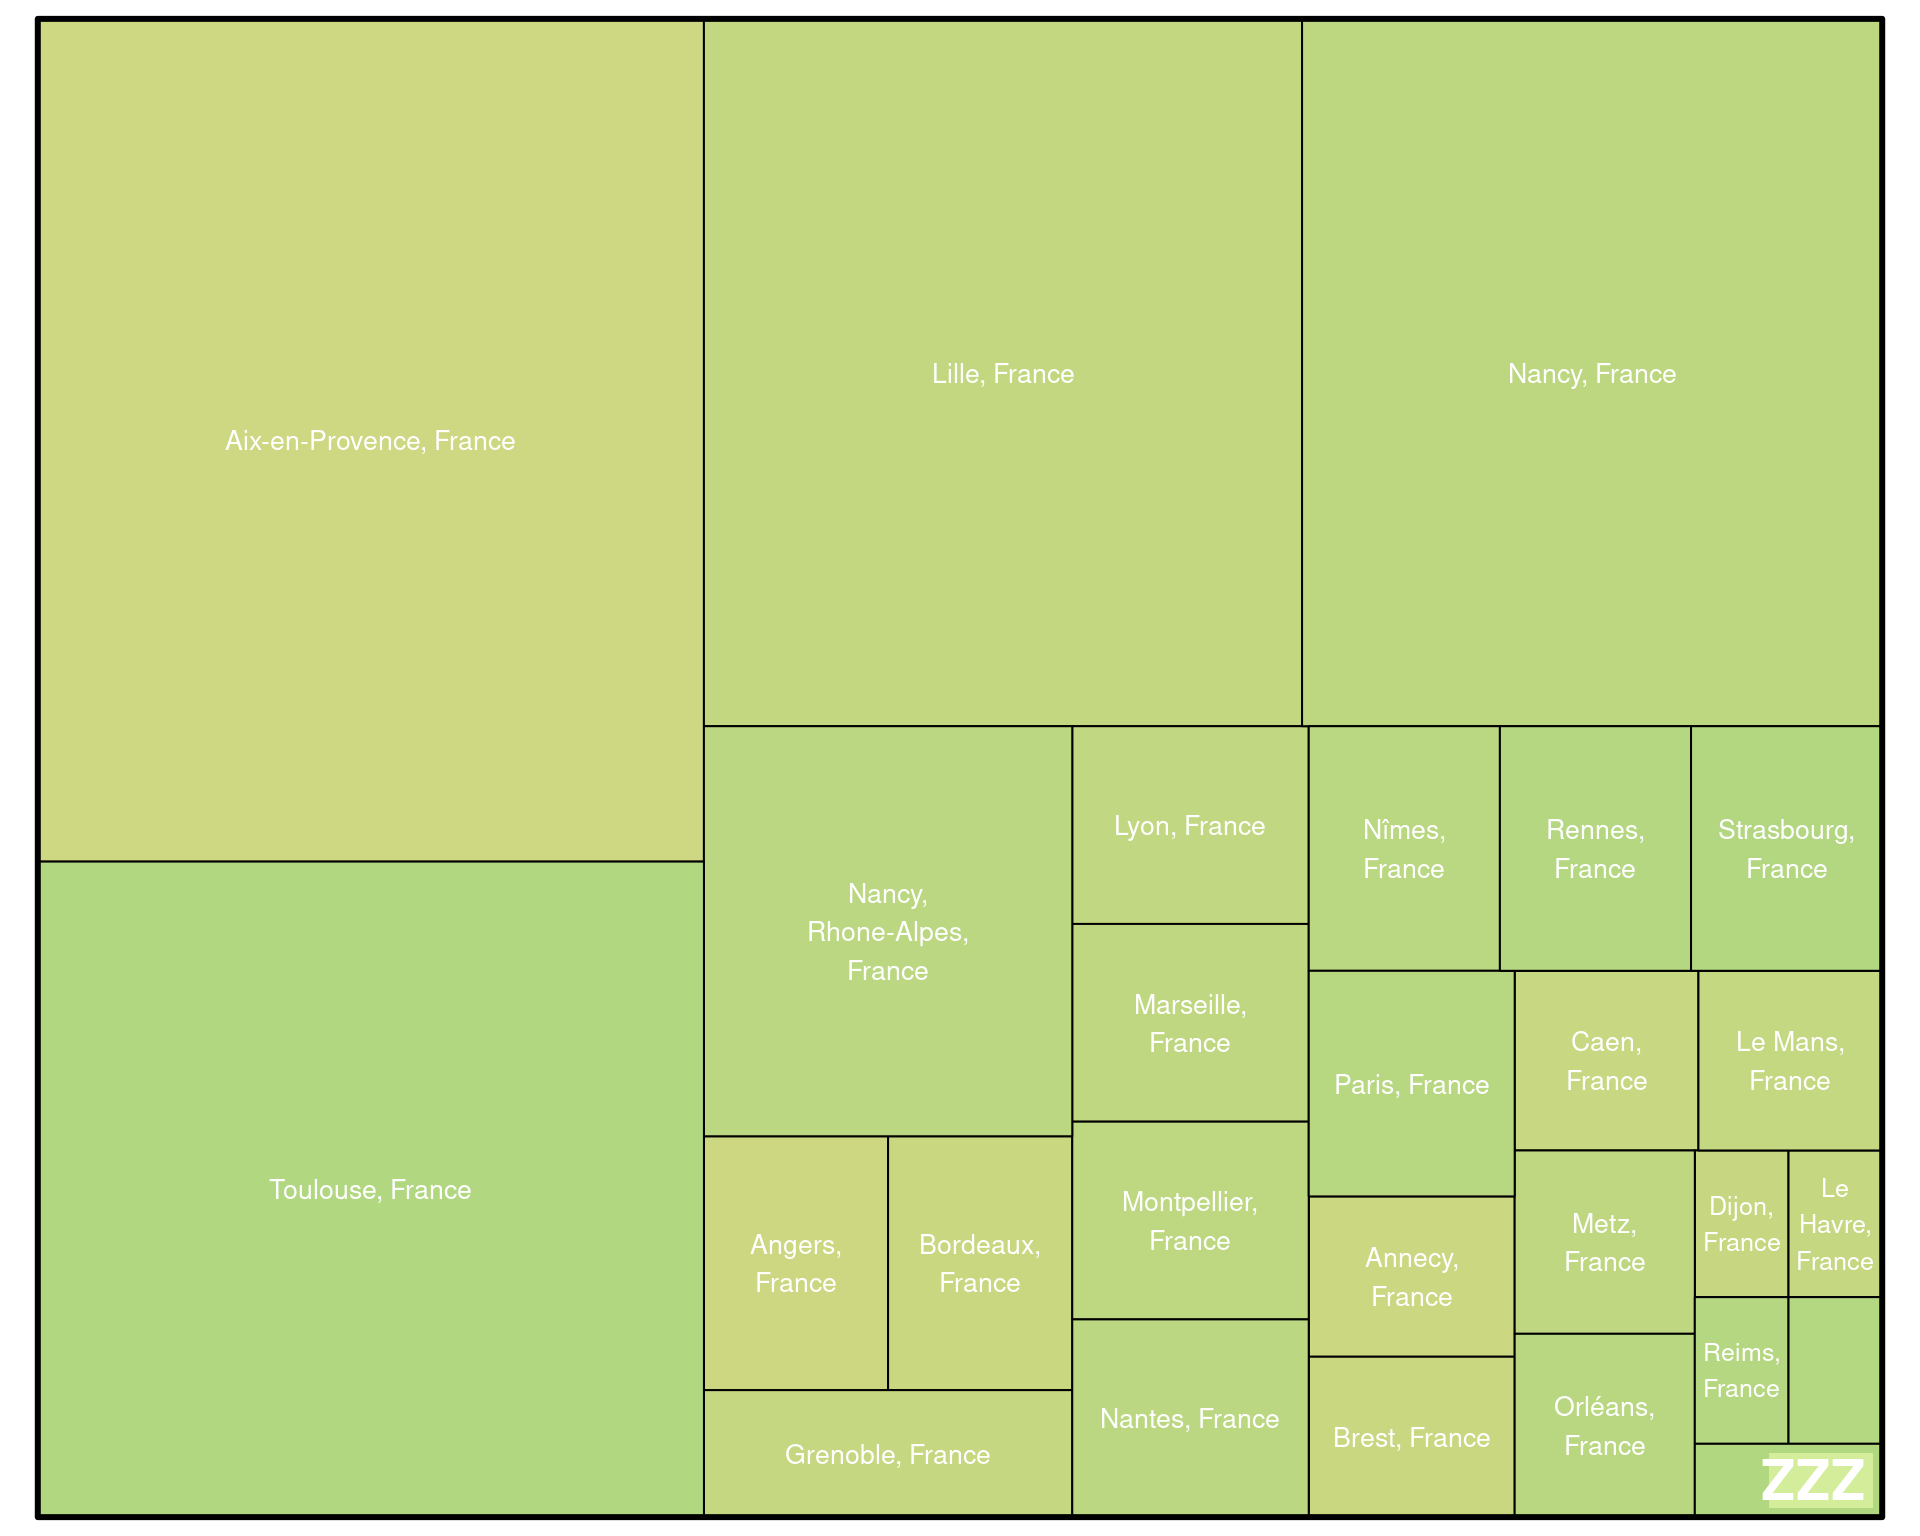 Aix-en-Provence, France
Lille, France
Nancy, France
Toulouse, France
Nancy,
Rhone-Alpes,
France
Lyon, France
Marseille,
France
Montpellier,
France
Nantes, France
Angers,
France
Bordeaux,
France
Grenoble, France
Nîmes,
France
Rennes,
France
Strasbourg,
France
Paris, France
Caen,
France
Le Mans,
France
Annecy,
France
Brest, France
Metz,
France
Orléans,
France
Dijon,
France
Le
Havre,
France
Reims,
France
ZZZ